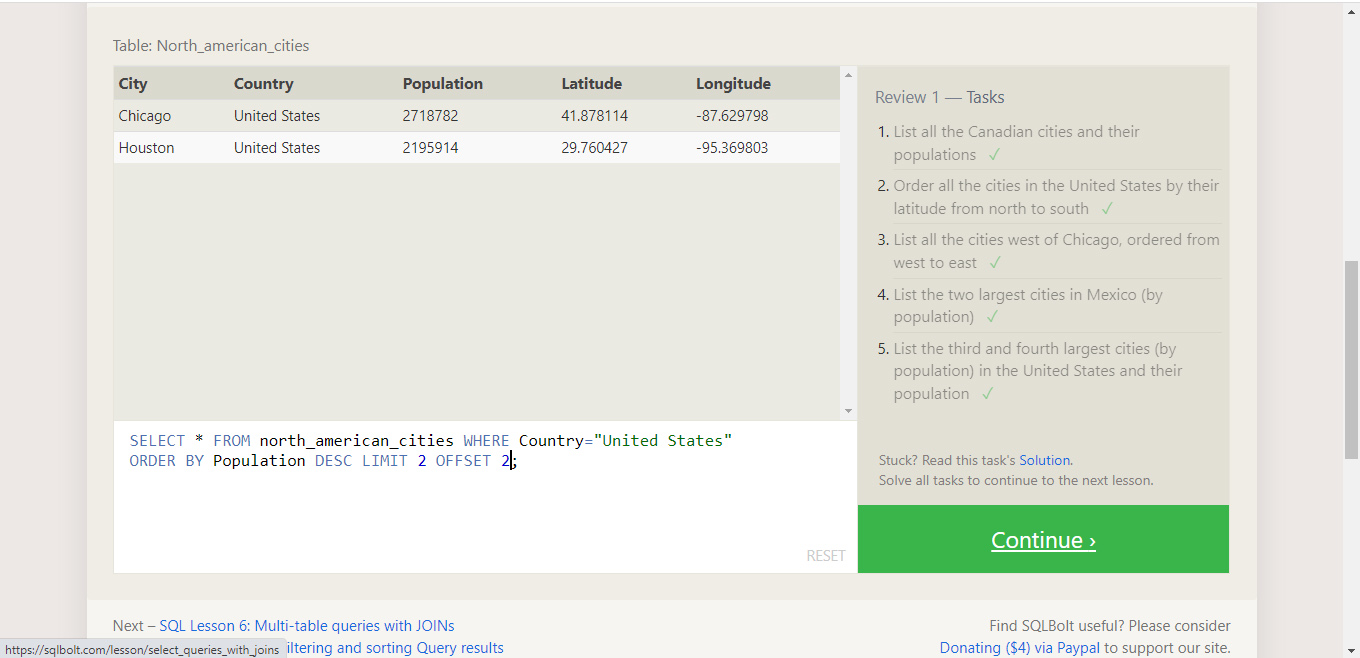 Table: North_american_cities
City Country Population Latitude Longitude
Chicago United States 2718782 41.878114 -87.629798
Houston United States 2195914 29.760427 -95.369803
SELECT * FROM north_american_cities WHERE Country="United States"
ORDER BY Population DESC LIMIT 2 OFFSET 2;
RESET
Review 1 — Tasks
1. List all the Canadian cities and their
populations ✓
2. Order all the cities in the United States by their
latitude from north to south ✓
3. List all the cities west of Chicago, ordered from
west to east ✓
4. List the two largest cities in Mexico (by
population) ✓
5. List the third and fourth largest cities (by
population) in the United States and their
population ✓
Stuck? Read this task's Solution.
Solve all tasks to continue to the next lesson.
Continue ›
Next – SQL Lesson 6: Multi-table queries with JOINs
iltering and sorting Query results
Find SQLBolt useful? Please consider
Donating ($4) via Paypal to support our site.
https://sqlbolt.com/lesson/select_queries_with_joins